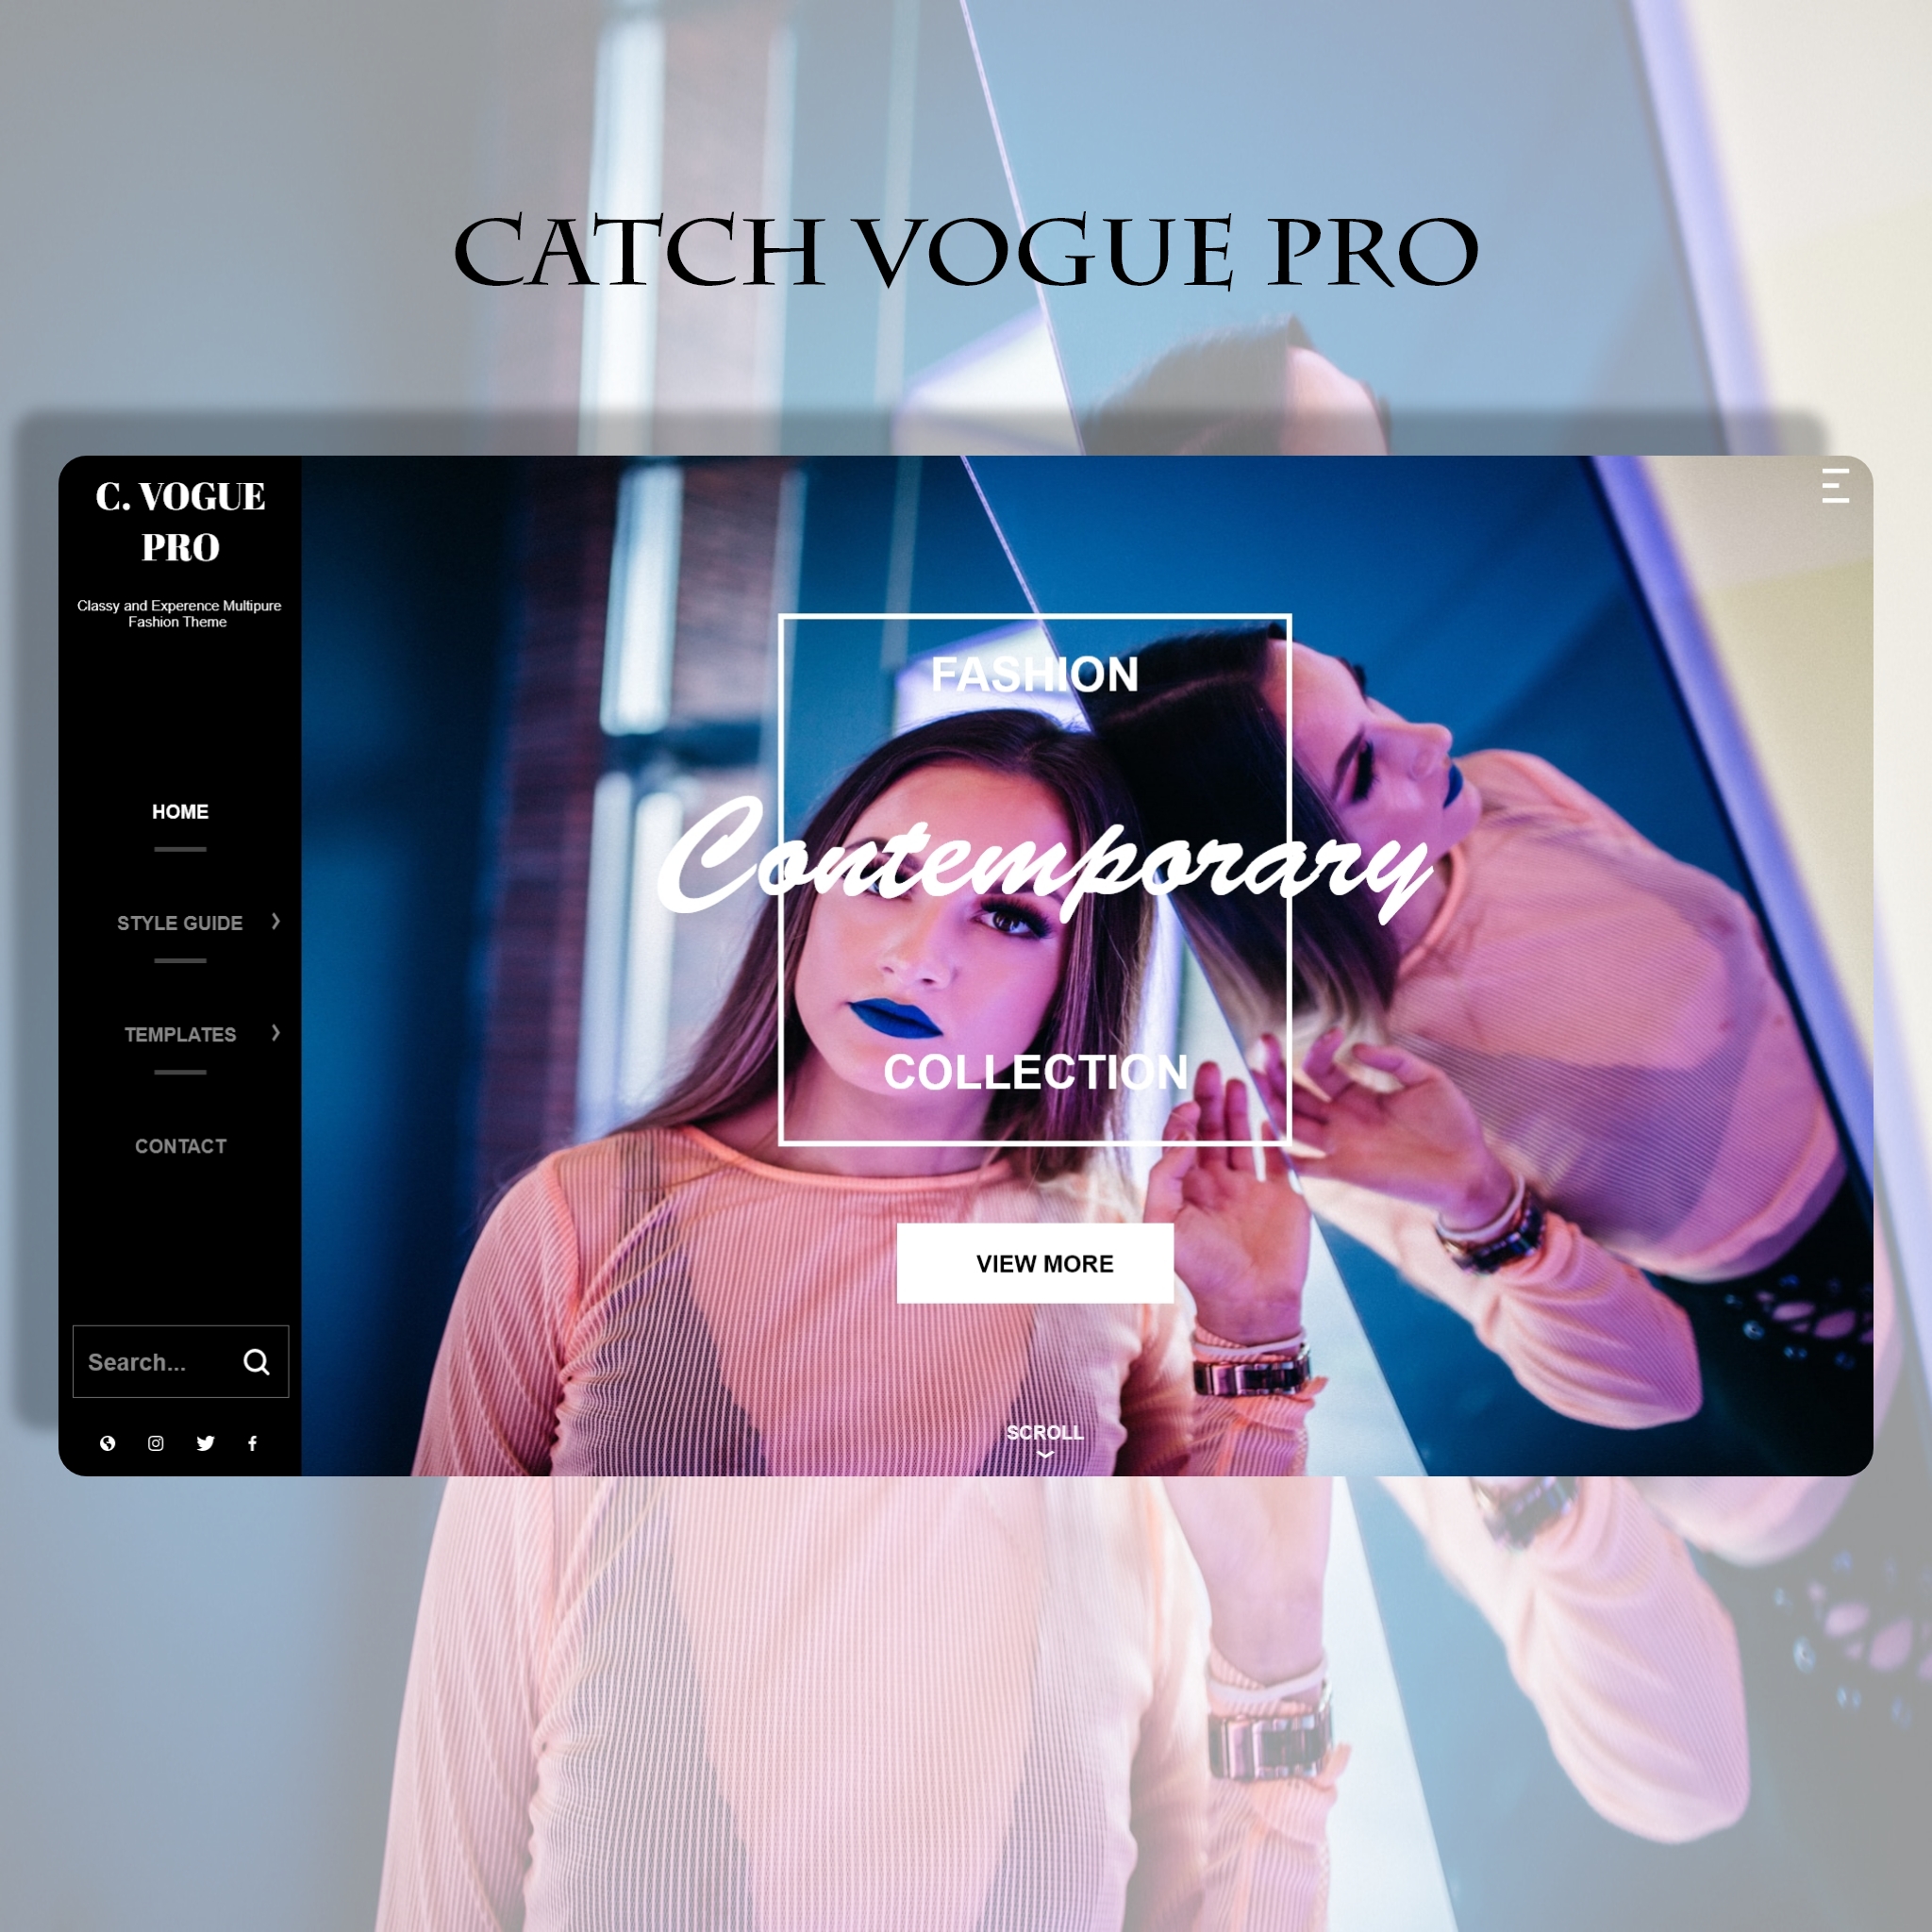 CATCH VOGUE PRO
C. VOGUE
PRO
Classy and Experence Multipure
Fashion Theme
HOME
STYLE GUIDE
TEMPLATES
CONTACT
Search...
FASHION
Contemporary
COLLECTION
VIEW MORE
SCROLL